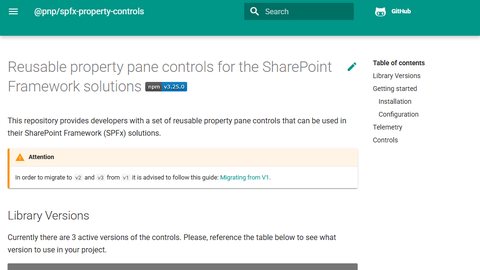 @pnp/spfx-property-controls
Search
GitHub
Reusable property pane controls for the SharePoint
Framework solutions npm v3.25.0
This repository provides developers with a set of reusable property pane controls that can be used in
their SharePoint Framework (SPFx) solutions.
Attention
In order to migrate to v2 and v3 from v1 it is advised to follow this guide: Migrating from V1.
Library Versions
Currently there are 3 active versions of the controls. Please, reference the table below to see what
version to use in your project.
Table of contents
Library Versions
Getting started
Installation
Configuration
Telemetry
Controls